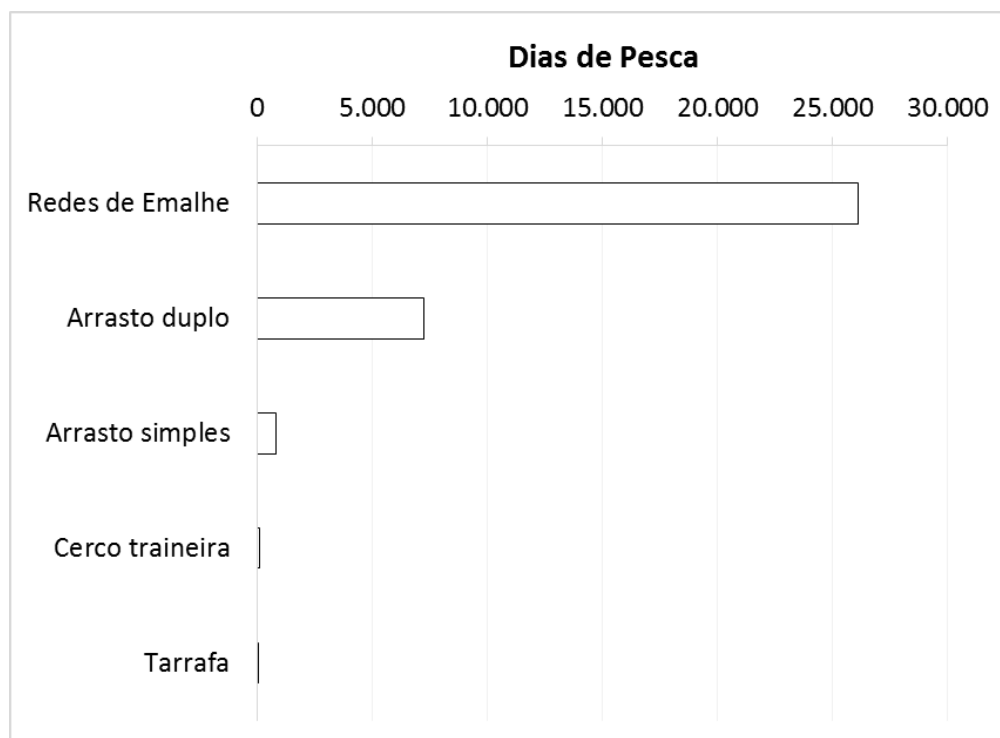 Dias de Pesca
0 5.000 10.000 15.000 20.000 25.000 30.000
Redes de Emalhe
Arrasto duplo
Arrasto simples
Cerco traineira
Tarrafa